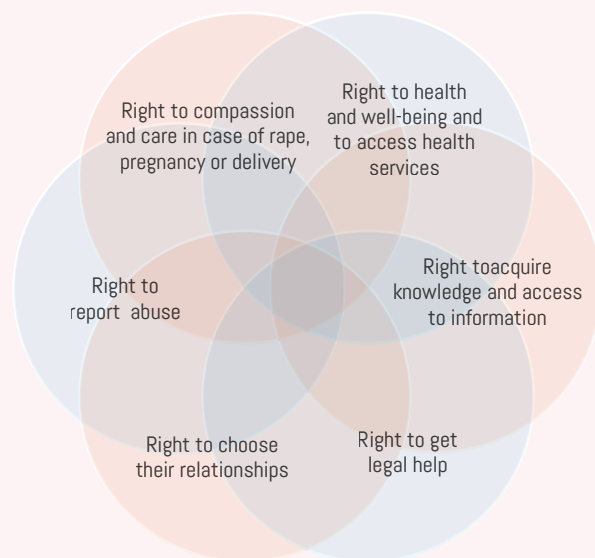 Right to compassion
and care in case of rape,
pregnancy or delivery
Right to health
and well-being and
to access health
services
Right toacquire
knowledge and access
to information
Right to get
legal help
Right to choose
their relationships
Right to
report abuse